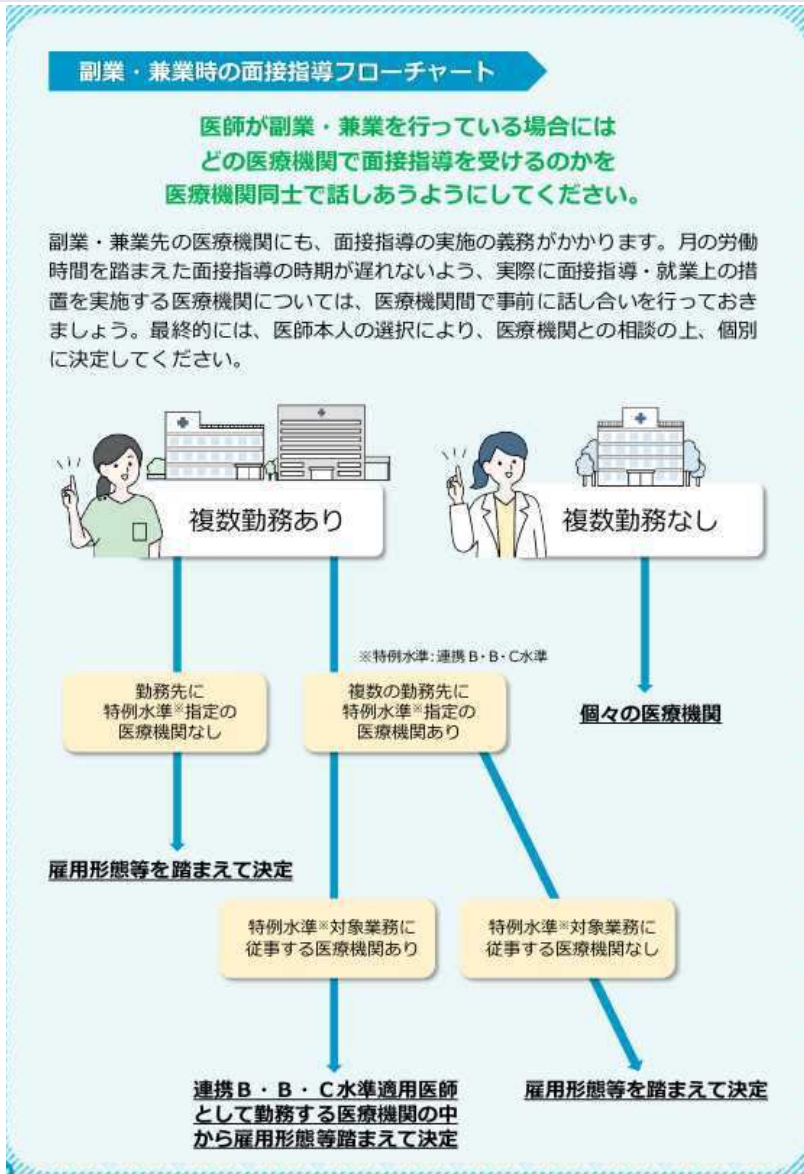 副業・兼業時の面接指導フローチャート
医師が副業・兼業を行っている場合には
どの医療機関で面接指導を受けるのかを
医療機関同士で話しあうようにしてください。
副業・兼業先の医療機関にも、面接指導の実施の義務がかかります。月の労働
時間を踏まえた面接指導の時期が遅れないよう、実際に面接指導・就業上の措
置を実施する医療機関については、医療機関間で事前に話し合いを行っておき
ましょう。最終的には、医師本人の選択により、医療機関との相談の上、個別
に決定してください。
複数勤務あり
複数勤務なし
※特例水準:連携B・B・C水準
勤務先に
特例水準※指定の
医療機関なし
複数の勤務先に
特例水準※指定の
医療機関あり
個々の医療機関
雇用形態等を踏まえて決定
特例水準※対象業務に
従事する医療機関あり
特例水準※対象業務に
従事する医療機関なし
連携B・B・C水準適用医師
として勤務する医療機関の中
から雇用形態等踏まえて決定
雇用形態等を踏まえて決定